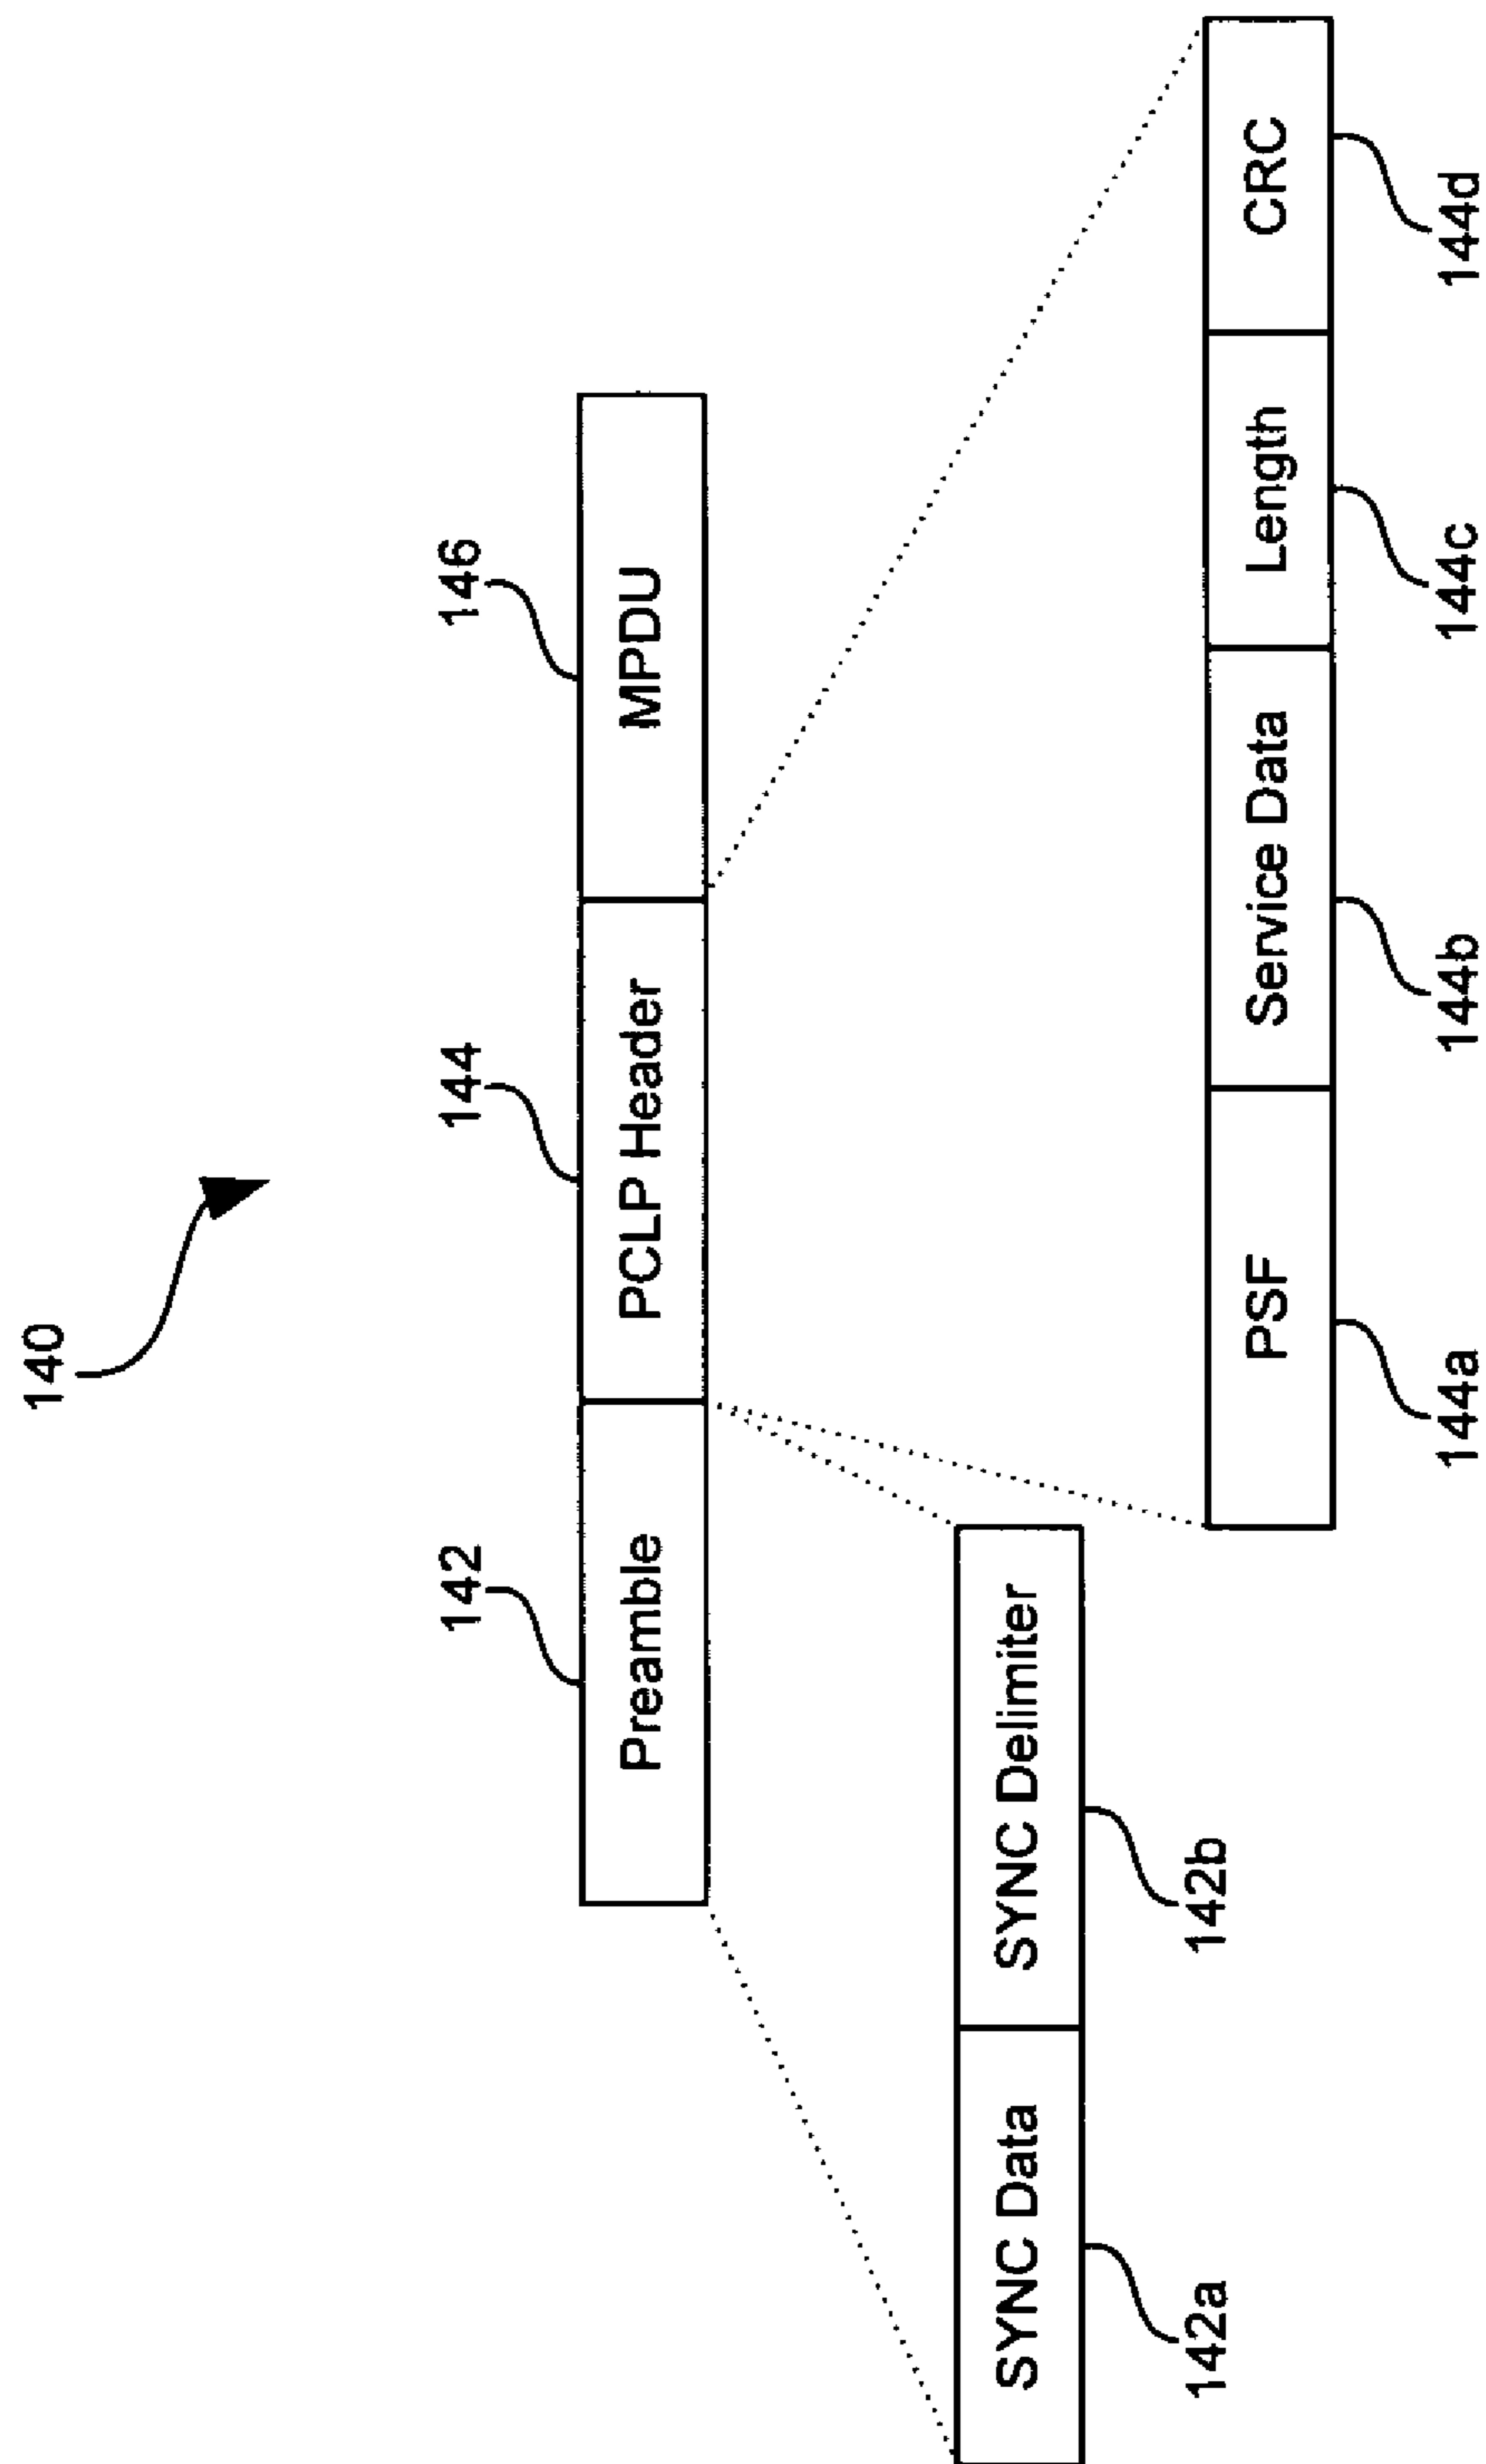 140
142
144
146
Preamble
PCLP Header
MPDU
SYNC Data
SYNC Delimiter
142a
142b
PSF
Service Data
Length
CRC
144a
144b
144c
144d